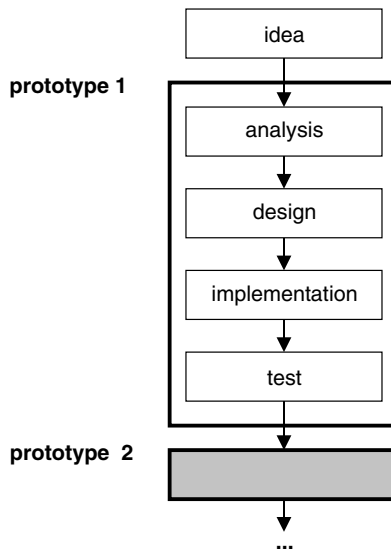 idea
prototype 1
analysis
design
implementation
test
prototype 2
...